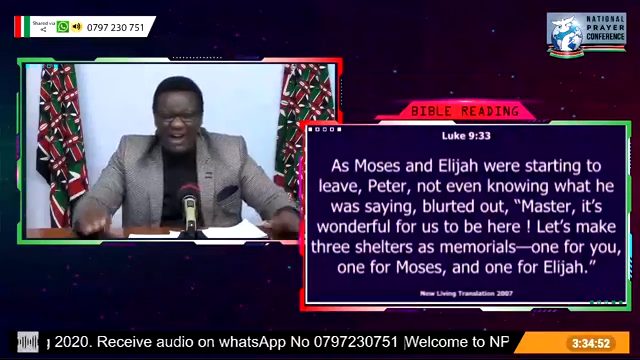 Shared via
0797 230 751
NATIONAL
PRAYER
CONFERENCE
BIBLE READING
Luke 9:33
As Moses and Elijah were starting to
leave, Peter, not even knowing what he
was saying, blurted out, “Master, it’s
wonderful for us to be here ! Let’s make
three shelters as memorials—one for you,
one for Moses, and one for Elijah.”
New Living Translation 2007
g 2020. Receive audio on whatsApp No 0797230751 |Welcome to NP
3:34:52